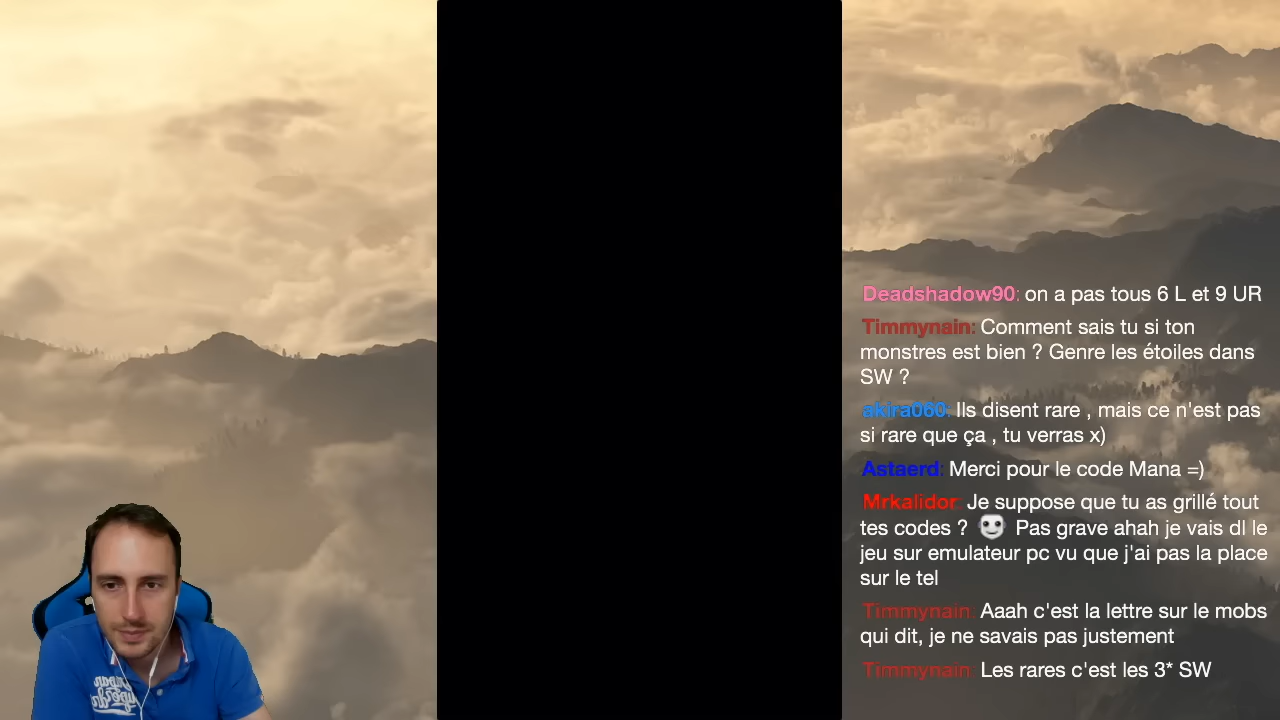 Deadshadow90: on a pas tous 6 L et 9 UR
Timmynain: Comment sais tu si ton
monstres est bien ? Genre les étoiles dans
SW ?
akira060: Ils disent rare , mais ce n'est pas
si rare que ça , tu verras x)
Astaerd: Merci pour le code Mana =)
Mrkalidor: Je suppose que tu as grillé tout
tes codes ? Pas grave ahah je vais dl le
jeu sur emulateur pc vu que j'ai pas la place
sur le tel
Timmynain: Aaah c'est la lettre sur le mobs
qui dit, je ne savais pas justement
Timmynain: Les rares c'est les 3* SW